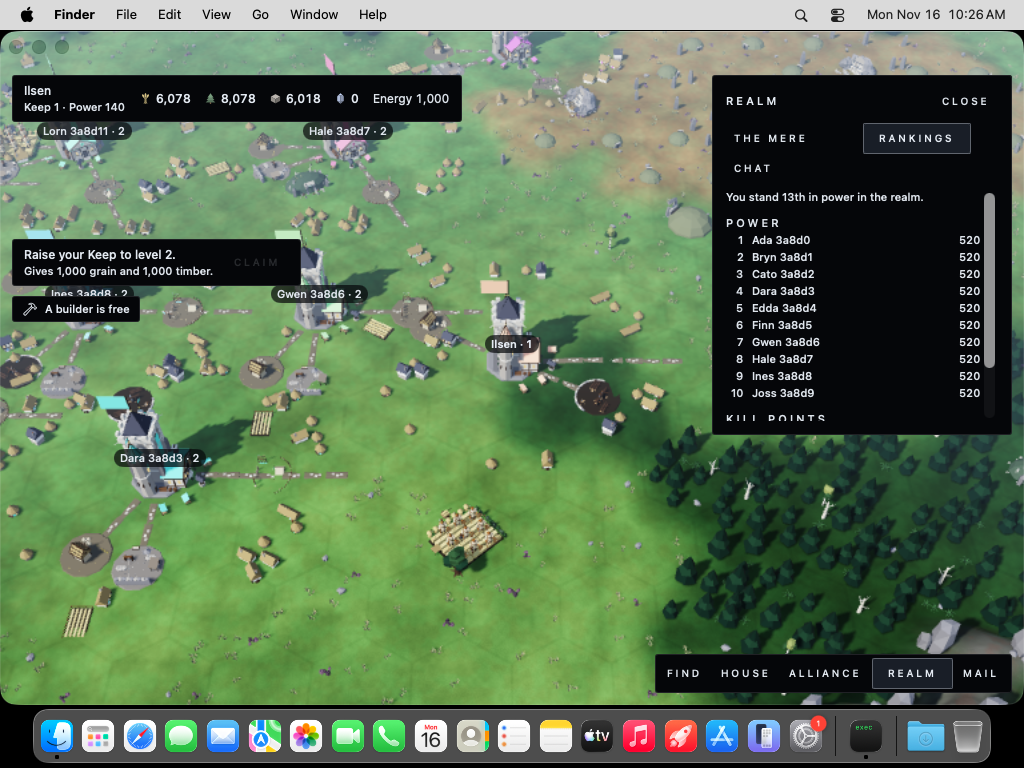 Finder File Edit View Go Window Help Mon Nov 16 10:26 AM
Ilsen
Keep 1 · Power 140
6,078 8,078 6,018 0 Energy 1,000
Lorn 3a8d11 · 2
Hale 3a8d7 · 2
Raise your Keep to level 2.
Gives 1,000 grain and 1,000 timber.
CLAIM
Ines 3a8d8 · 2
Gwen 3a8d6 · 2
A builder is free
Ilsen · 1
Dara 3a8d3 · 2
REALM CLOSE
THE MERE RANKINGS
CHAT
You stand 13th in power in the realm.
POWER
1 Ada 3a8d0 520
2 Bryn 3a8d1 520
3 Cato 3a8d2 520
4 Dara 3a8d3 520
5 Edda 3a8d4 520
6 Finn 3a8d5 520
7 Gwen 3a8d6 520
8 Hale 3a8d7 520
9 Ines 3a8d8 520
10 Joss 3a8d9 520
KILL POINTS
FIND HOUSE ALLIANCE REALM MAIL
Mon
16
tv
1
exec